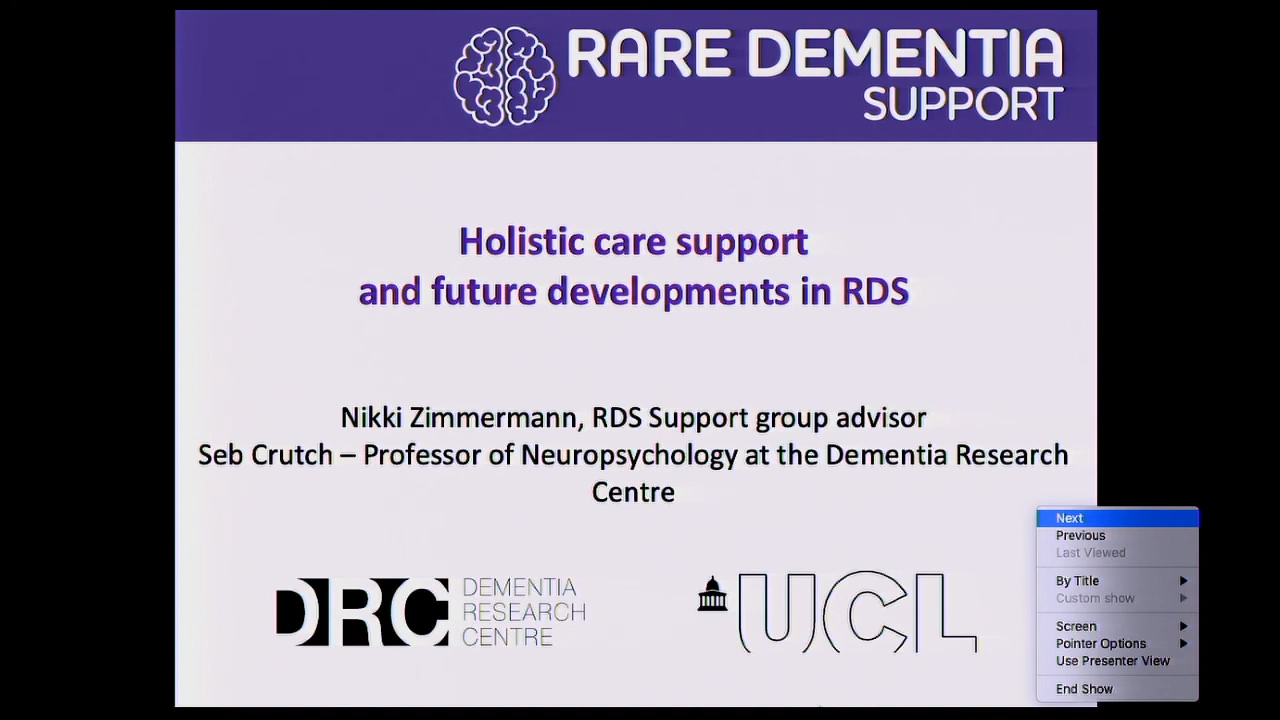 RARE DEMENTIA
SUPPORT
Holistic care support
and future developments in RDS
Nikki Zimmermann, RDS Support group advisor
Seb Crutch – Professor of Neuropsychology at the Dementia Research
Centre
DRC
DEMENTIA
RESEARCH
CENTRE
UCL
Next
Previous
Last Viewed
By Title
Custom show
Screen
Pointer Options
Use Presenter View
End Show